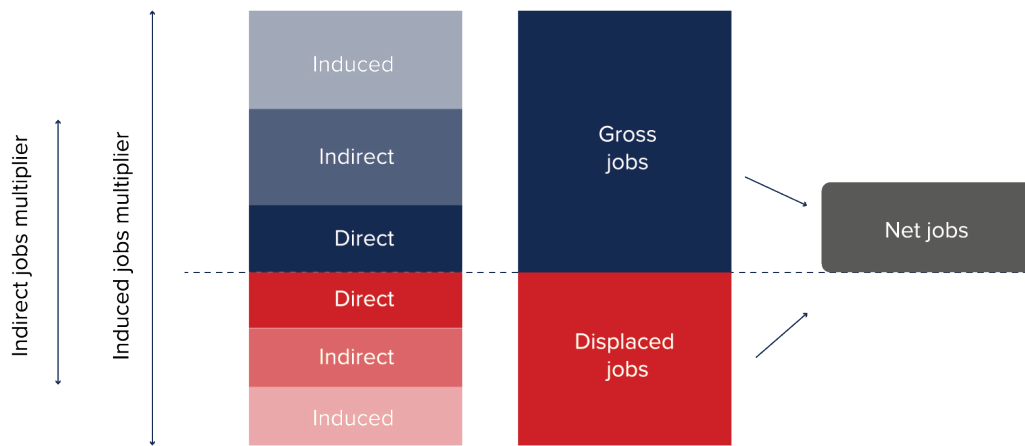 Indirect jobs multiplier
Induced jobs multiplier
Induced
Indirect
Direct
Direct
Indirect
Induced
Gross
jobs
Displaced
jobs
Net jobs